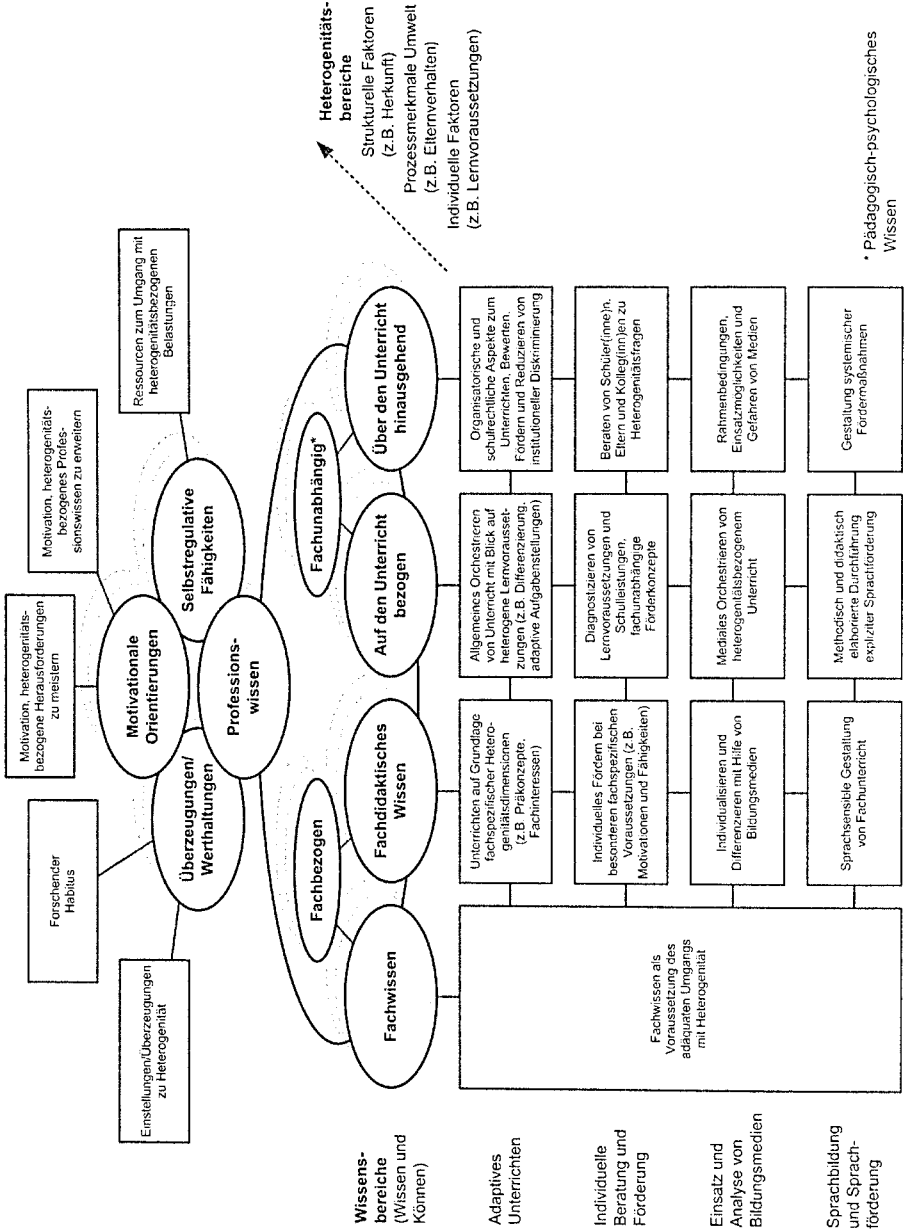 Forschender
Habitus
Motivation, heterogenitäts-
bezogene Herausforderungen
zu meistern
Motivation, heterogenitäts-
bezogenes Profes-
sionswissen zu erweitern
Einstellungen/Überzeugungen
zu Heterogenität
Ressourcen zum Umgang mit
heterogenitätsbezogenen
Belastungen
Überzeugungen/
Werthaltungen
Motivationale
Orientierungen
Selbstregulative
Fähigkeiten
Professions-
wissen
Heterogenitäts-
bereiche
Strukturelle Faktoren
(z.B. Herkunft)
Prozessmerkmale Umwelt
(z.B. Elternverhalten)
Individuelle Faktoren
(z.B. Lernvoraussetzungen)
Fachbezogen
Fachunabhängig*
Wissens-
bereiche
(Wissen und
Können)
Fachwissen
Fachdidaktisches
Wissen
Auf den Unterricht
bezogen
Über den Unterricht
hinausgehend
Adaptives
Unterrichten
Fachwissen als
Voraussetzung des
adäquaten Umgangs
mit Heterogenität
Unterrichten auf Grundlage
fachspezifischer Hetero-
genitätsdimensionen
(z.B. Präkonzepte,
Fachinteressen)
Allgemeines Orchestrieren
von Unterricht mit Blick auf
heterogene Lernvorausset-
zungen (z.B. Differenzierung,
adaptive Aufgabenstellungen)
Organisatorische und
schulrechtliche Aspekte zum
Unterrichten, Bewerten,
Fördern und Reduzieren von
institutioneller Diskriminierung
Individuelle
Beratung und
Förderung
Individuelles Fördern bei
besonderen fachspezifischen
Voraussetzungen (z.B.
Motivationen und Fähigkeiten)
Diagnostizieren von
Lernvoraussetzungen und
Schulleistungen,
fachunabhängige
Förderkonzepte
Beraten von Schüler(inne)n,
Eltern und Kolleg(inn)en zu
Heterogenitätsfragen
Einsatz und
Analyse von
Bildungsmedien
Individualisieren und
Differenzieren mit Hilfe von
Bildungsmedien
Mediales Orchestrieren von
heterogenitätsbezogenem
Unterricht
Rahmenbedingungen,
Einsatzmöglichkeiten und
Gefahren von Medien
Sprachbildung
und Sprach-
förderung
Sprachsensible Gestaltung
von Fachunterricht
Methodisch und didaktisch
elaborierte Durchführung
expliziter Sprachförderung
Gestaltung systemischer
Fördermaßnahmen
* Pädagogisch-psychologisches
Wissen